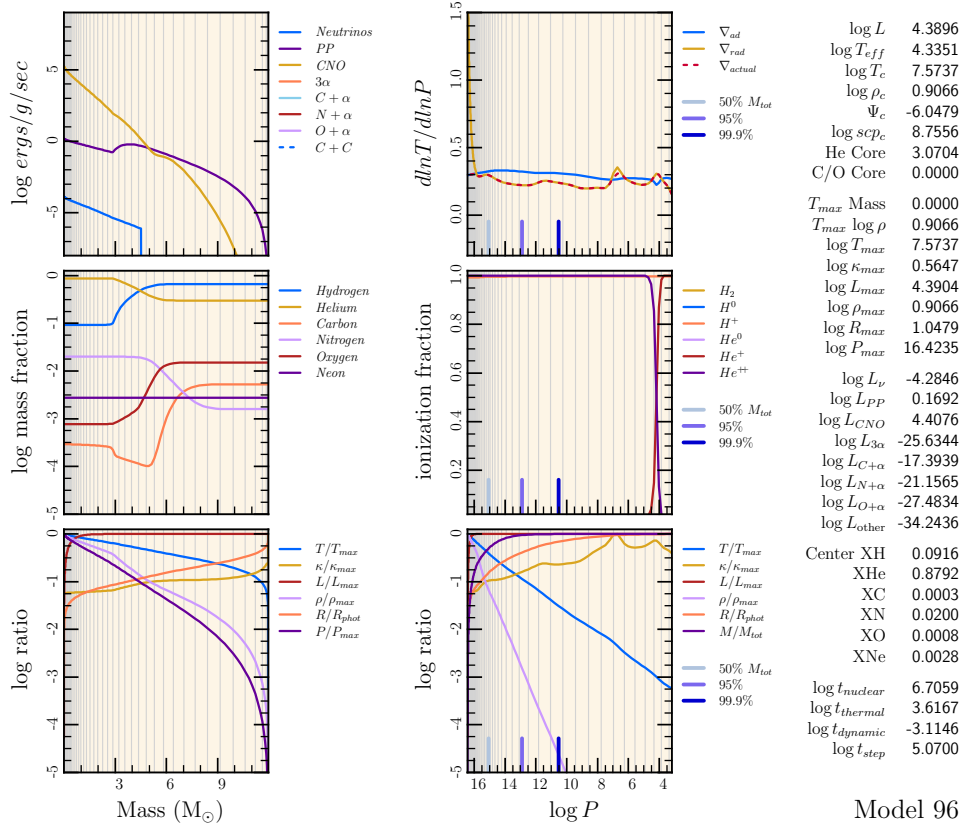 log ergs/g/sec
0
-5
5
Neutrinos
PP
CNO
3α
C + α
N + α
O + α
C + C
dlnT/dlnP
0.0
0.5
1.0
1.5
∇ad
∇rad
∇actual
50% Mtot
95%
99.9%
log mass fraction
0
-1
-2
-3
-4
-5
Hydrogen
Helium
Carbon
Nitrogen
Oxygen
Neon
ionization fraction
0.2
0.4
0.6
0.8
1.0
H2
H0
H+
He0
He+
He++
50% Mtot
95%
99.9%
log ratio
0
-1
-2
-3
-4
-5
T/Tmax
κ/κmax
L/Lmax
ρ/ρmax
R/Rphot
P/Pmax
3 6 9
Mass (M⊙)
log ratio
0
-1
-2
-3
-4
-5
T/Tmax
κ/κmax
L/Lmax
ρ/ρmax
R/Rphot
M/Mtot
50% Mtot
95%
99.9%
16 14 12 10 8 6 4
log P
log L 4.3896
log Teff 4.3351
log Tc 7.5737
log ρc 0.9066
Ψc -6.0479
log scpc 8.7556
He Core 3.0704
C/O Core 0.0000
Tmax Mass 0.0000
Tmax log ρ 0.9066
log Tmax 7.5737
log κmax 0.5647
log Lmax 4.3904
log ρmax 0.9066
log Rmax 1.0479
log Pmax 16.4235
log Lν -4.2846
log LPP 0.1692
log LCNO 4.4076
log L3α -25.6344
log LC+α -17.3939
log LN+α -21.1565
log LO+α -27.4834
log Lother -34.2436
Center XH 0.0916
XHe 0.8792
XC 0.0003
XN 0.0200
XO 0.0008
XNe 0.0028
log tnuclear 6.7059
log tthermal 3.6167
log tdynamic -3.1146
log tstep 5.0700
Model 96